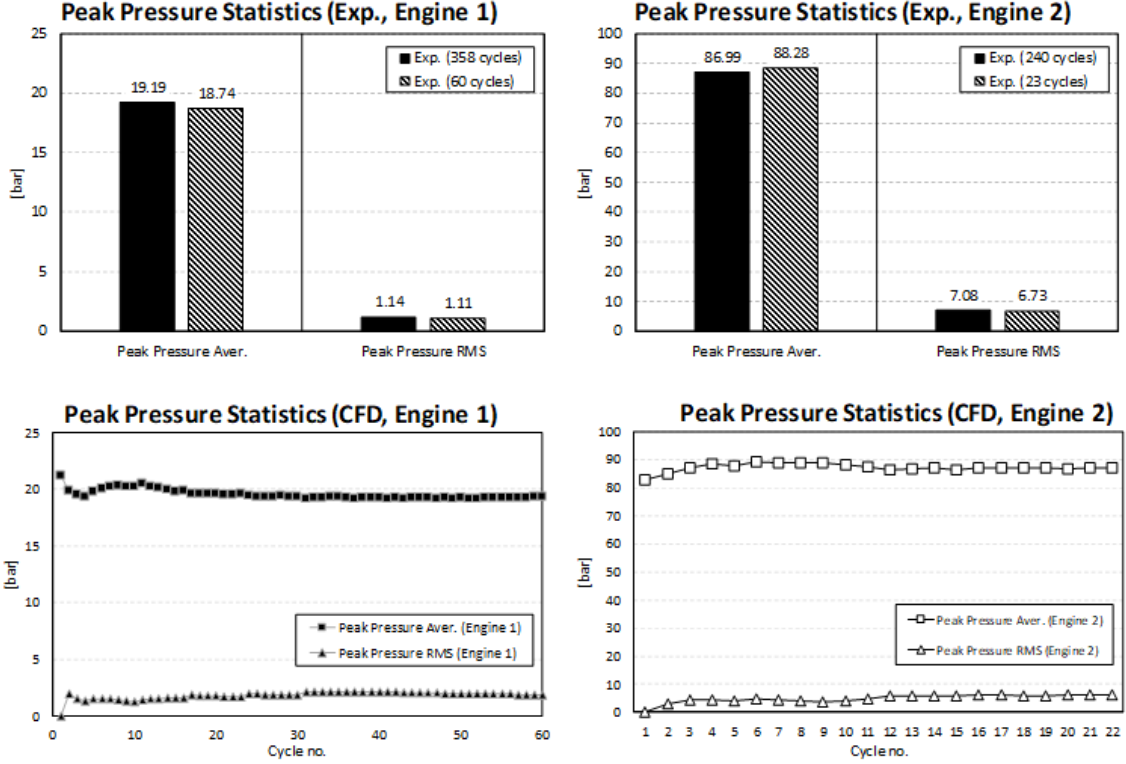 Peak Pressure Statistics (Exp., Engine 1)
25
20
15
10
5
0
[bar]
19.19
18.74
1.14
1.11
Exp. (358 cycles)
Exp. (60 cycles)
Peak Pressure Aver.
Peak Pressure RMS
Peak Pressure Statistics (Exp., Engine 2)
100
90
80
70
60
50
40
30
20
10
0
[bar]
86.99
88.28
7.08
6.73
Exp. (240 cycles)
Exp. (23 cycles)
Peak Pressure Aver.
Peak Pressure RMS
Peak Pressure Statistics (CFD, Engine 1)
25
20
15
10
5
0
[bar]
Peak Pressure Aver. (Engine 1)
Peak Pressure RMS (Engine 1)
0 10 20 30 40 50 60
Cycle no.
Peak Pressure Statistics (CFD, Engine 2)
100
90
80
70
60
50
40
30
20
10
0
[bar]
Peak Pressure Aver. (Engine 2)
Peak Pressure RMS (Engine 2)
1 2 3 4 5 6 7 8 9 10 11 12 13 14 15 16 17 18 19 20 21 22
Cycle no.